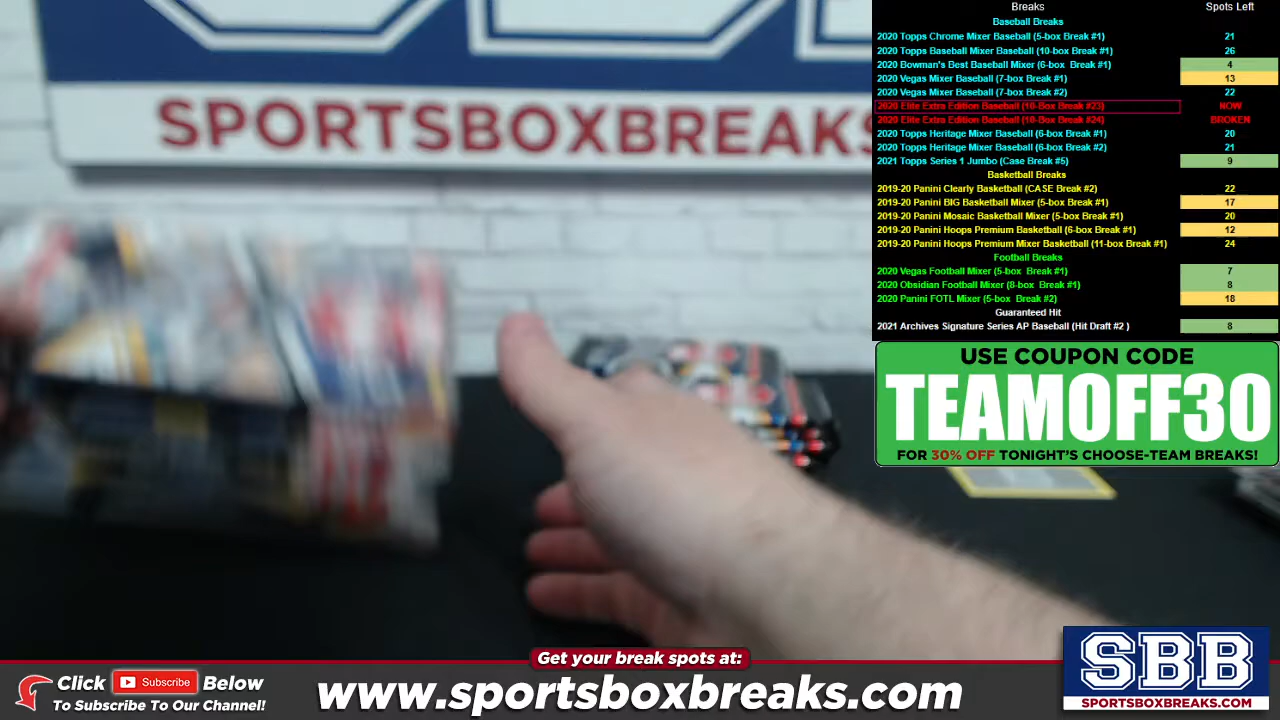 SPORTSBOXBREAKS
Breaks Spots Left
Baseball Breaks
2020 Topps Chrome Mixer Baseball (5-box Break #1) 21
2020 Topps Baseball Mixer Baseball (10-box Break #1) 26
2020 Bowman's Best Baseball Mixer (6-box Break #1) 4
2020 Vegas Mixer Baseball (7-box Break #1) 13
2020 Vegas Mixer Baseball (7-box Break #2) 22
2020 Elite Extra Edition Baseball (10-Box Break #23) NOW
2020 Elite Extra Edition Baseball (10-Box Break #24) BROKEN
2020 Topps Heritage Mixer Baseball (6-box Break #1) 20
2020 Topps Heritage Mixer Baseball (6-box Break #2) 21
2021 Topps Series 1 Jumbo (Case Break #5) 9
Basketball Breaks
2019-20 Panini Clearly Basketball (CASE Break #2) 22
2019-20 Panini BIG Basketball Mixer (5-box Break #1) 17
2019-20 Panini Mosaic Basketball Mixer (5-box Break #1) 20
2019-20 Panini Hoops Premium Basketball (6-box Break #1) 12
2019-20 Panini Hoops Premium Mixer Basketball (11-box Break #1) 24
Football Breaks
2020 Vegas Football Mixer (5-box Break #1) 7
2020 Obsidian Football Mixer (8-box Break #1) 8
2020 Panini FOTL Mixer (5-box Break #2) 18
Guaranteed Hit
2021 Archives Signature Series AP Baseball (Hit Draft #2 ) 8
USE COUPON CODE
TEAMOFF30
FOR 30% OFF TONIGHT'S CHOOSE-TEAM BREAKS!
Get your break spots at:
Click Subscribe Below
To Subscribe To Our Channel!
www.sportsboxbreaks.com
SBB
SPORTSBOXBREAKS.COM